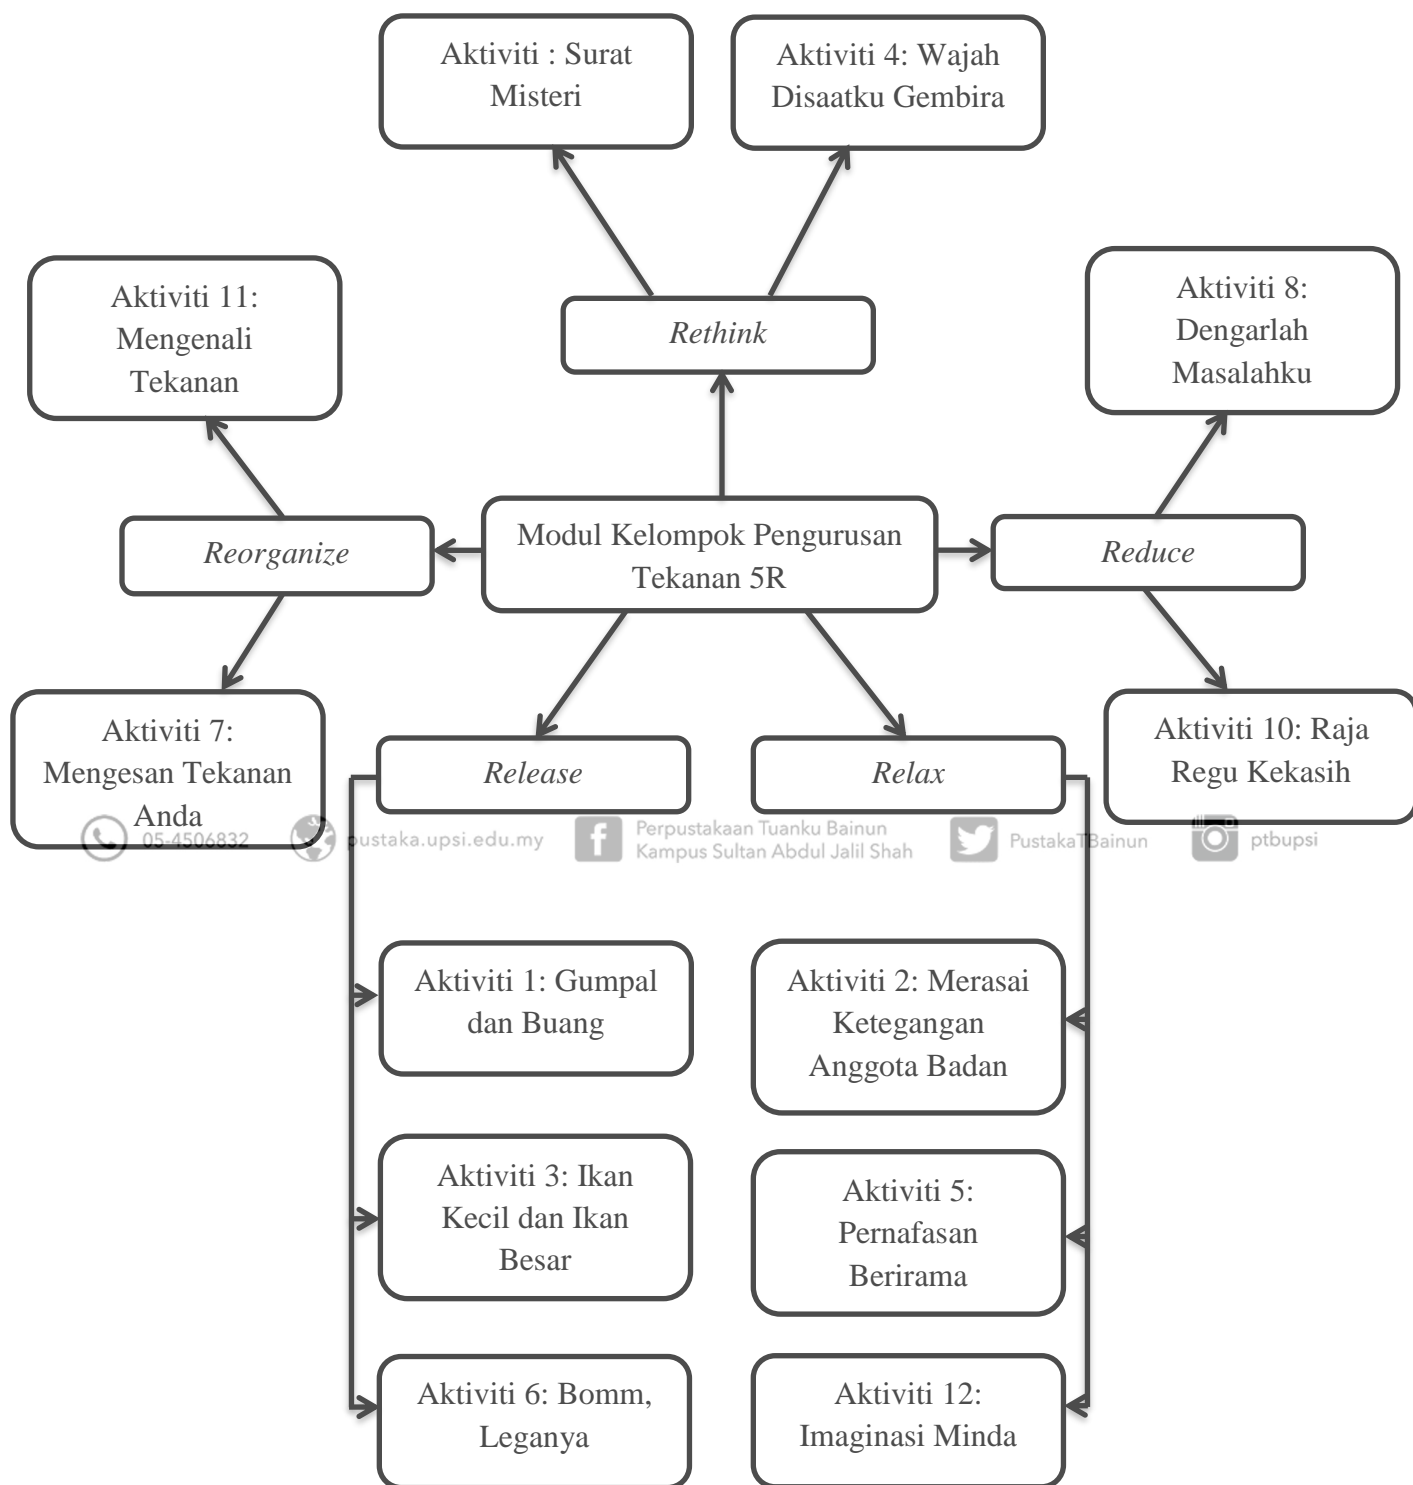 Aktiviti : Surat
Misteri
Aktiviti 4: Wajah
Disaatku Gembira
Aktiviti 11:
Mengenali
Tekanan
Rethink
Aktiviti 8:
Dengarlah
Masalahku
Reorganize
Modul Kelompok Pengurusan
Tekanan 5R
Reduce
Aktiviti 7:
Mengesan Tekanan
Anda
Release
Relax
Aktiviti 10: Raja
Regu Kekasih
05-4506832
pustaka.upsi.edu.my
Perpustakaan Tuanku Bainun
Kampus Sultan Abdul Jalil Shah
PustakaTBainun
ptbupsi
Aktiviti 1: Gumpal
dan Buang
Aktiviti 2: Merasai
Ketegangan
Anggota Badan
Aktiviti 3: Ikan
Kecil dan Ikan
Besar
Aktiviti 5:
Pernafasan
Berirama
Aktiviti 6: Bomm,
Leganya
Aktiviti 12:
Imaginasi Minda